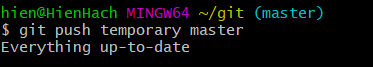 hien@HienHach MINGW64 ~/git (master)
$ git push temporary master
Everything up-to-date